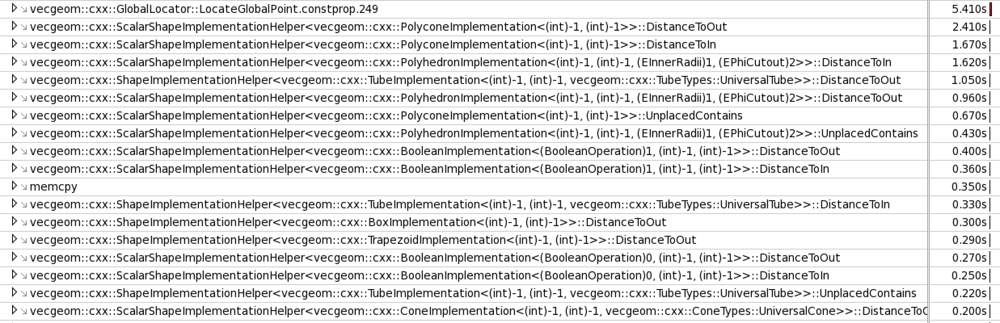 vecgeom::cxx::GlobalLocator::LocateGlobalPoint.constprop.249 5.410s
vecgeom::cxx::ScalarShapeImplementationHelper<vecgeom::cxx::PolyconeImplementation<(int)-1, (int)-1>>::DistanceToOut 2.410s
vecgeom::cxx::ScalarShapeImplementationHelper<vecgeom::cxx::PolyconeImplementation<(int)-1, (int)-1>>::DistanceToIn 1.670s
vecgeom::cxx::ScalarShapeImplementationHelper<vecgeom::cxx::PolyhedronImplementation<(int)-1, (int)-1, (EInnerRadii)1, (EPhiCutout)2>>::DistanceToIn 1.620s
vecgeom::cxx::ShapeImplementationHelper<vecgeom::cxx::TubeImplementation<(int)-1, (int)-1, vecgeom::cxx::TubeTypes::UniversalTube>>::DistanceToOut 1.050s
vecgeom::cxx::ScalarShapeImplementationHelper<vecgeom::cxx::PolyhedronImplementation<(int)-1, (int)-1, (EInnerRadii)1, (EPhiCutout)2>>::DistanceToOut 0.960s
vecgeom::cxx::ScalarShapeImplementationHelper<vecgeom::cxx::PolyconeImplementation<(int)-1, (int)-1>>::UnplacedContains 0.670s
vecgeom::cxx::ScalarShapeImplementationHelper<vecgeom::cxx::PolyhedronImplementation<(int)-1, (int)-1, (EInnerRadii)1, (EPhiCutout)2>>::UnplacedContains 0.430s
vecgeom::cxx::ScalarShapeImplementationHelper<vecgeom::cxx::BooleanImplementation<(BooleanOperation)1, (int)-1, (int)-1>>::DistanceToOut 0.400s
vecgeom::cxx::ScalarShapeImplementationHelper<vecgeom::cxx::BooleanImplementation<(BooleanOperation)1, (int)-1, (int)-1>>::DistanceToIn 0.360s
memcpy 0.350s
vecgeom::cxx::ShapeImplementationHelper<vecgeom::cxx::TubeImplementation<(int)-1, (int)-1, vecgeom::cxx::TubeTypes::UniversalTube>>::DistanceToIn 0.330s
vecgeom::cxx::ShapeImplementationHelper<vecgeom::cxx::BoxImplementation<(int)-1, (int)-1>>::DistanceToOut 0.300s
vecgeom::cxx::ShapeImplementationHelper<vecgeom::cxx::TrapezoidImplementation<(int)-1, (int)-1>>::DistanceToOut 0.290s
vecgeom::cxx::ScalarShapeImplementationHelper<vecgeom::cxx::BooleanImplementation<(BooleanOperation)0, (int)-1, (int)-1>>::DistanceToOut 0.270s
vecgeom::cxx::ScalarShapeImplementationHelper<vecgeom::cxx::BooleanImplementation<(BooleanOperation)0, (int)-1, (int)-1>>::DistanceToIn 0.250s
vecgeom::cxx::ShapeImplementationHelper<vecgeom::cxx::TubeImplementation<(int)-1, (int)-1, vecgeom::cxx::TubeTypes::UniversalTube>>::UnplacedContains 0.220s
vecgeom::cxx::ScalarShapeImplementationHelper<vecgeom::cxx::ConeImplementation<(int)-1, (int)-1, vecgeom::cxx::ConeTypes::UniversalCone>>::DistanceToO 0.200s